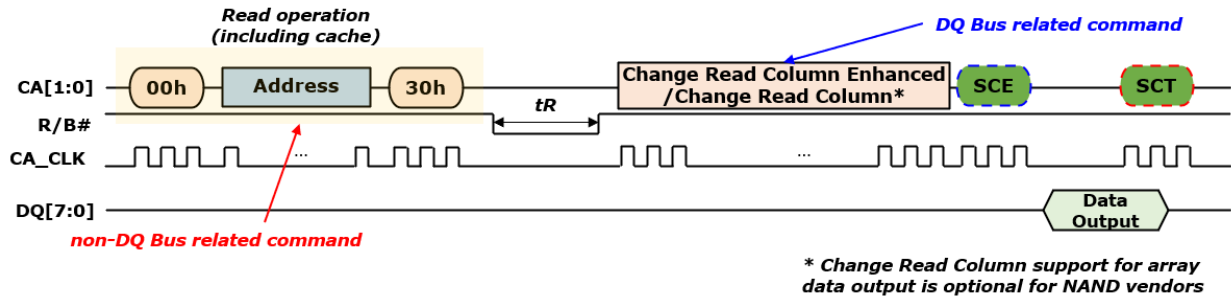 Read operation
(including cache)
DQ Bus related command
CA[1:0]
00h
Address
30h
Change Read Column Enhanced
/Change Read Column*
SCE
SCT
R/B#
tR
CA_CLK
...
...
DQ[7:0]
Data
Output
non-DQ Bus related command
* Change Read Column support for array
data output is optional for NAND vendors